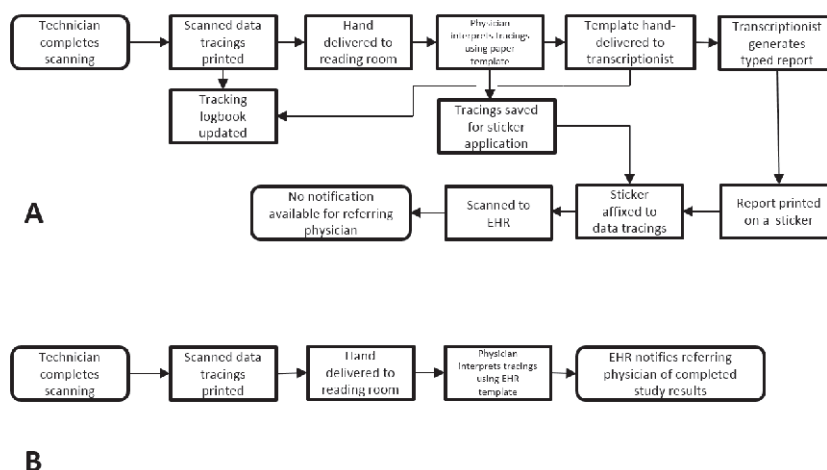 Technician
completes
scanning
Scanned data
tracings
printed
Hand
delivered to
reading room
Physician
interprets tracings
using paper
template
Template hand-
delivered to
transcriptionist
Transcriptionist
generates
typed report
Tracking
logbook
updated
Tracings saved
for sticker
application
No notification
available for referring
physician
Scanned to
EHR
Sticker
affixed to
data tracings
Report printed
on a sticker
A
Technician
completes
scanning
Scanned data
tracings
printed
Hand
delivered to
reading room
Physician
interprets tracings
using EHR
template
EHR notifies referring
physician of completed
study results
B